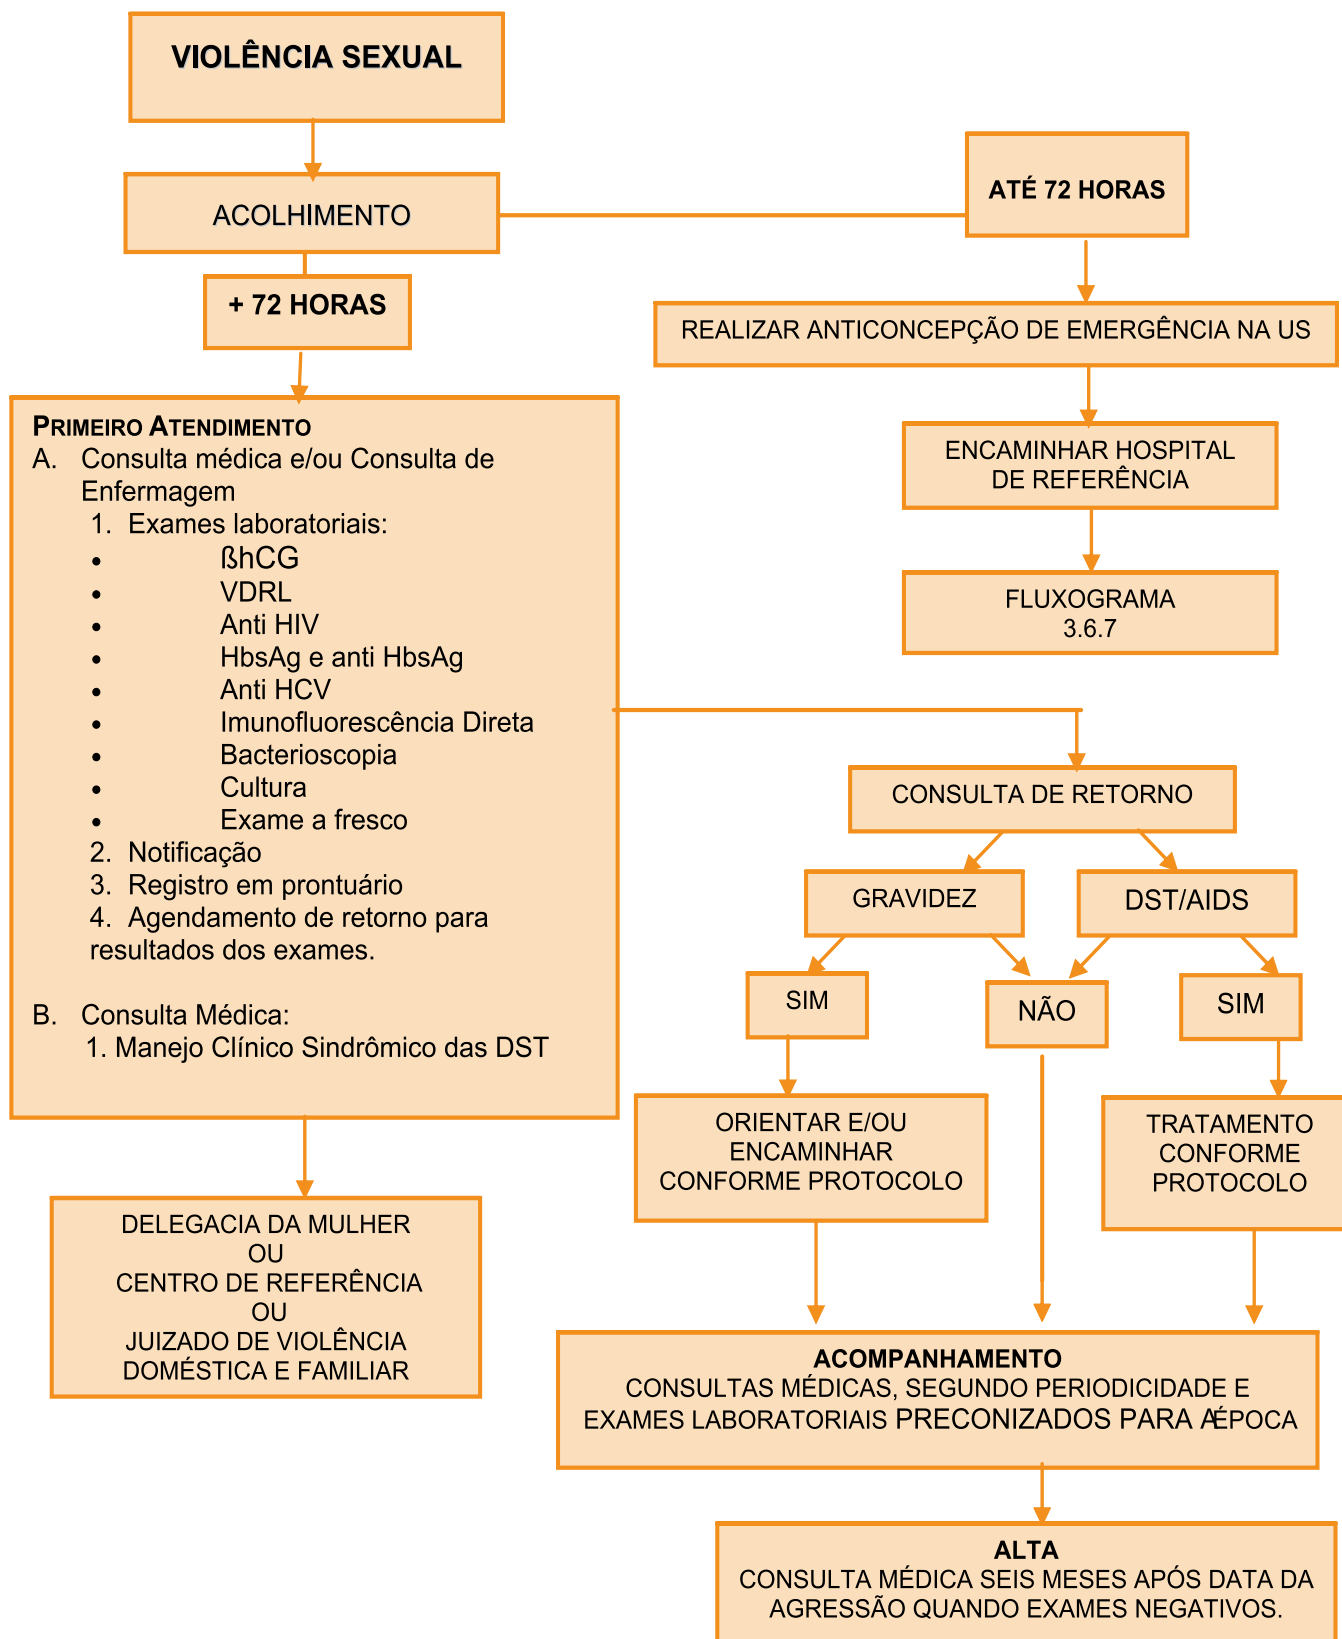 VIOLÊNCIA SEXUAL
ACOLHIMENTO
ATÉ 72 HORAS
+ 72 HORAS
REALIZAR ANTICONCEPÇÃO DE EMERGÊNCIA NA US
ENCAMINHAR HOSPITAL
DE REFERÊNCIA
FLUXOGRAMA
3.6.7
PRIMEIRO ATENDIMENTO
A. Consulta médica e/ou Consulta de
Enfermagem
1. Exames laboratoriais:
• ßhCG
• VDRL
• Anti HIV
• HbsAg e anti HbsAg
• Anti HCV
• Imunofluorescência Direta
• Bacterioscopia
• Cultura
• Exame a fresco
2. Notificação
3. Registro em prontuário
4. Agendamento de retorno para
resultados dos exames.
B. Consulta Médica:
1. Manejo Clínico Sindrômico das DST
DELEGACIA DA MULHER
OU
CENTRO DE REFERÊNCIA
OU
JUIZADO DE VIOLÊNCIA
DOMÉSTICA E FAMILIAR
CONSULTA DE RETORNO
GRAVIDEZ
DST/AIDS
SIM
NÃO
SIM
ORIENTAR E/OU
ENCAMINHAR
CONFORME PROTOCOLO
TRATAMENTO
CONFORME
PROTOCOLO
ACOMPANHAMENTO
CONSULTAS MÉDICAS, SEGUNDO PERIODICIDADE E
EXAMES LABORATORIAIS PRECONIZADOS PARA A ÉPOCA
ALTA
CONSULTA MÉDICA SEIS MESES APÓS DATA DA
AGRESSÃO QUANDO EXAMES NEGATIVOS.